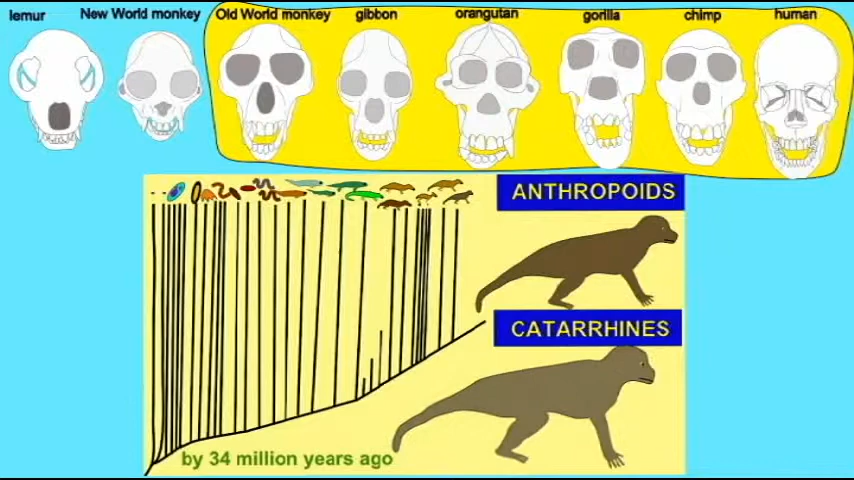 lemur
New World monkey
Old World monkey
gibbon
orangutan
gorilla
chimp
human
ANTHROPOIDS
CATARRHINES
by 34 million years ago